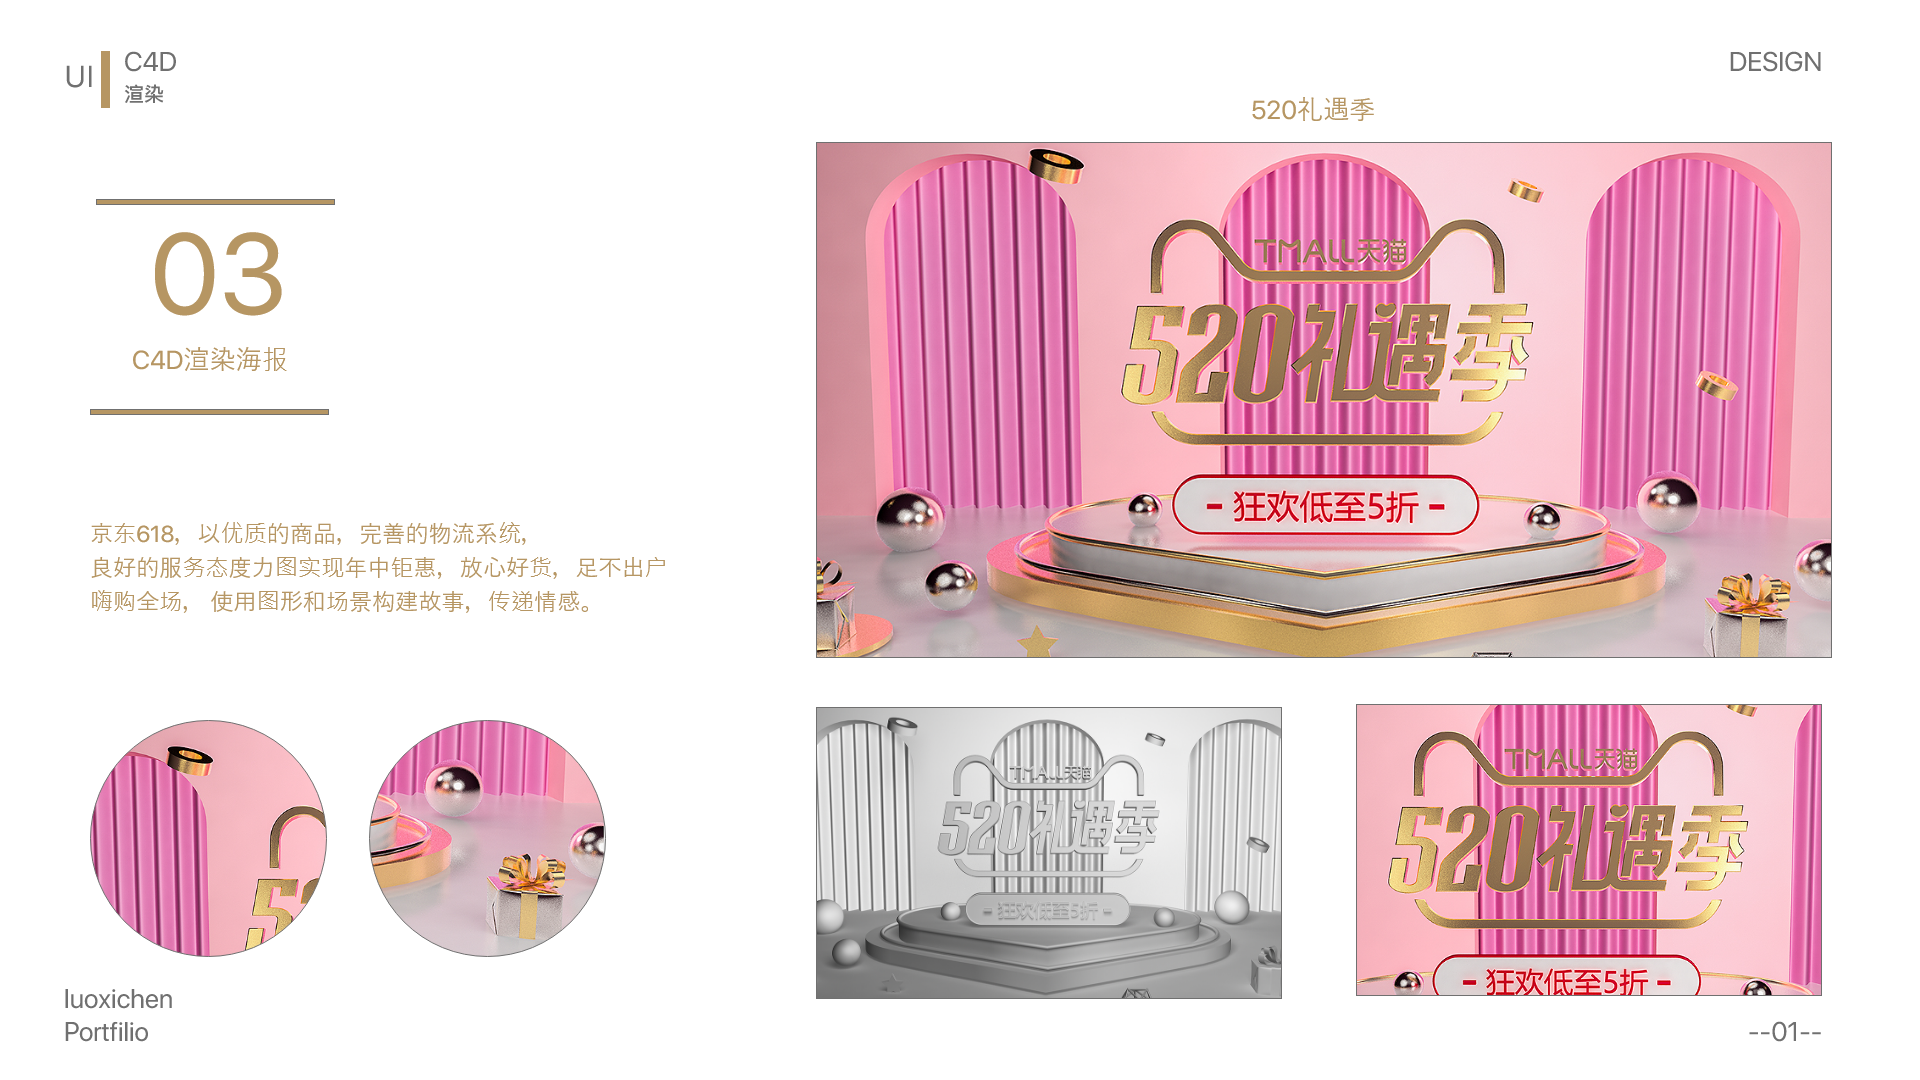 UI
C4D
渲染
DESIGN
520礼遇季
03
C4D渲染海报
TMALL天猫
520礼遇季
- 狂欢低至5折 -
京东618，以优质的商品，完善的物流系统，
良好的服务态度力图实现年中钜惠，放心好货，足不出户
嗨购全场， 使用图形和场景构建故事，传递情感。
52
TMALL天猫
520礼遇季
- 狂欢低至5折 -
TMALL天猫
520礼遇季
- 狂欢低至5折 -
luoxichen
Portfilio
--01--